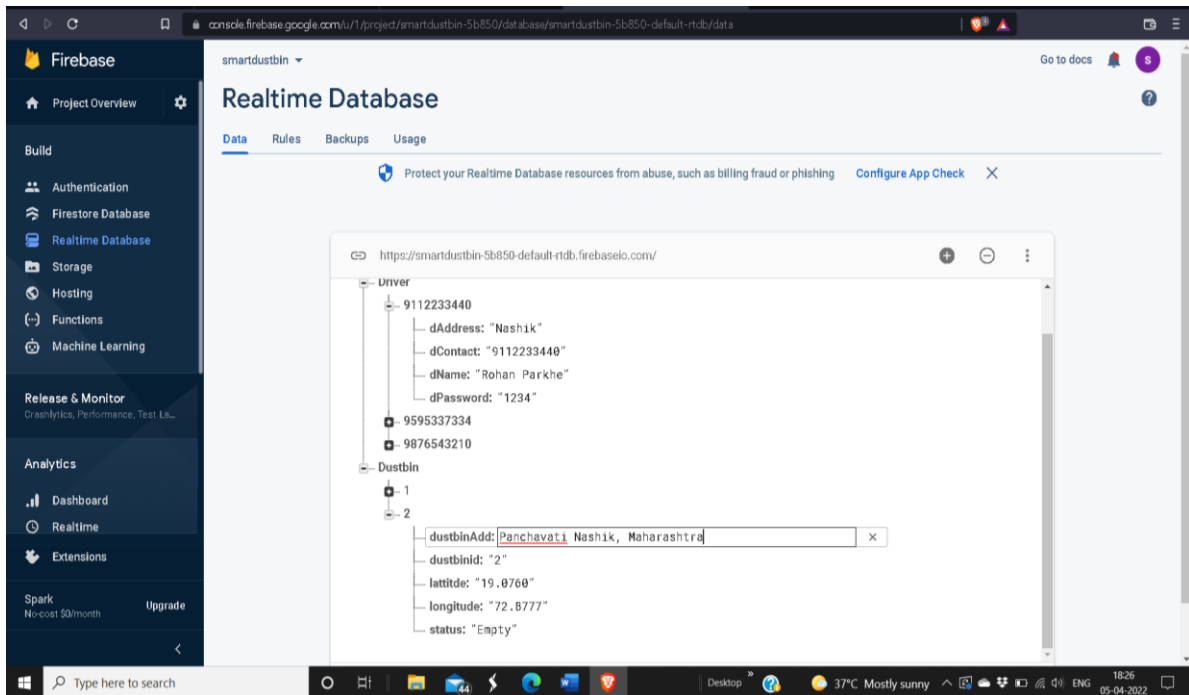 console.firebase.google.com/u/1/project/smartdustbin-5b850/database/smartdustbin-5b850-default-rtdb/data
Firebase
smartdustbin
Go to docs
S
Project Overview
Realtime Database
Data Rules Backups Usage
Build
Protect your Realtime Database resources from abuse, such as billing fraud or phishing Configure App Check
Authentication
Firestore Database
Realtime Database
Storage
Hosting
Functions
Machine Learning
Release & Monitor
Crashlytics, Performance, Test La...
Analytics
Dashboard
Realtime
Extensions
Spark
No-cost $0/month
Upgrade
https://smartdustbin-5b850-default-rtdb.firebaseio.com/
Driver
9112233440
dAddress: "Nashik"
dContact: "9112233440"
dName: "Rohan Parkhe"
dPassword: "1234"
9595337334
9876543210
Dustbin
1
2
dustbinAdd: Panchavati Nashik, Maharashtra
dustbinid: "2"
lattitde: "19.0760"
longitude: "72.8777"
status: "Empty"
Type here to search
44
Desktop
37°C Mostly sunny
ENG
18:26
05-04-2022